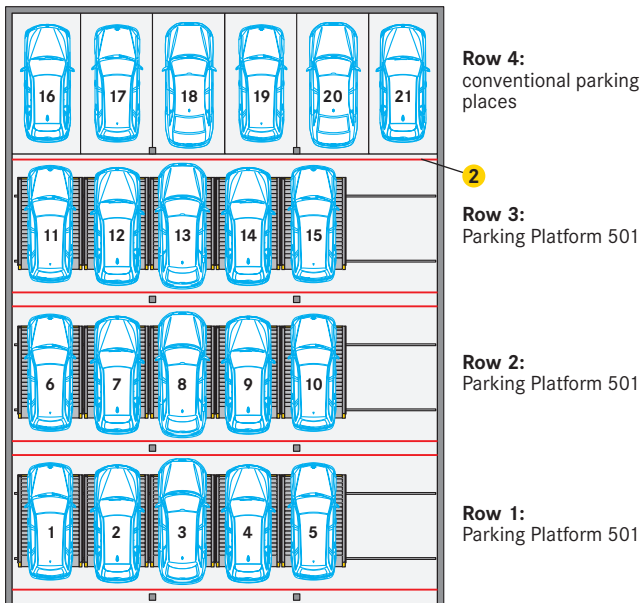 16 17 18 19 20 21
Row 4:
conventional parking
places
2
11 12 13 14 15
Row 3:
Parking Platform 501
6 7 8 9 10
Row 2:
Parking Platform 501
1 2 3 4 5
Row 1:
Parking Platform 501